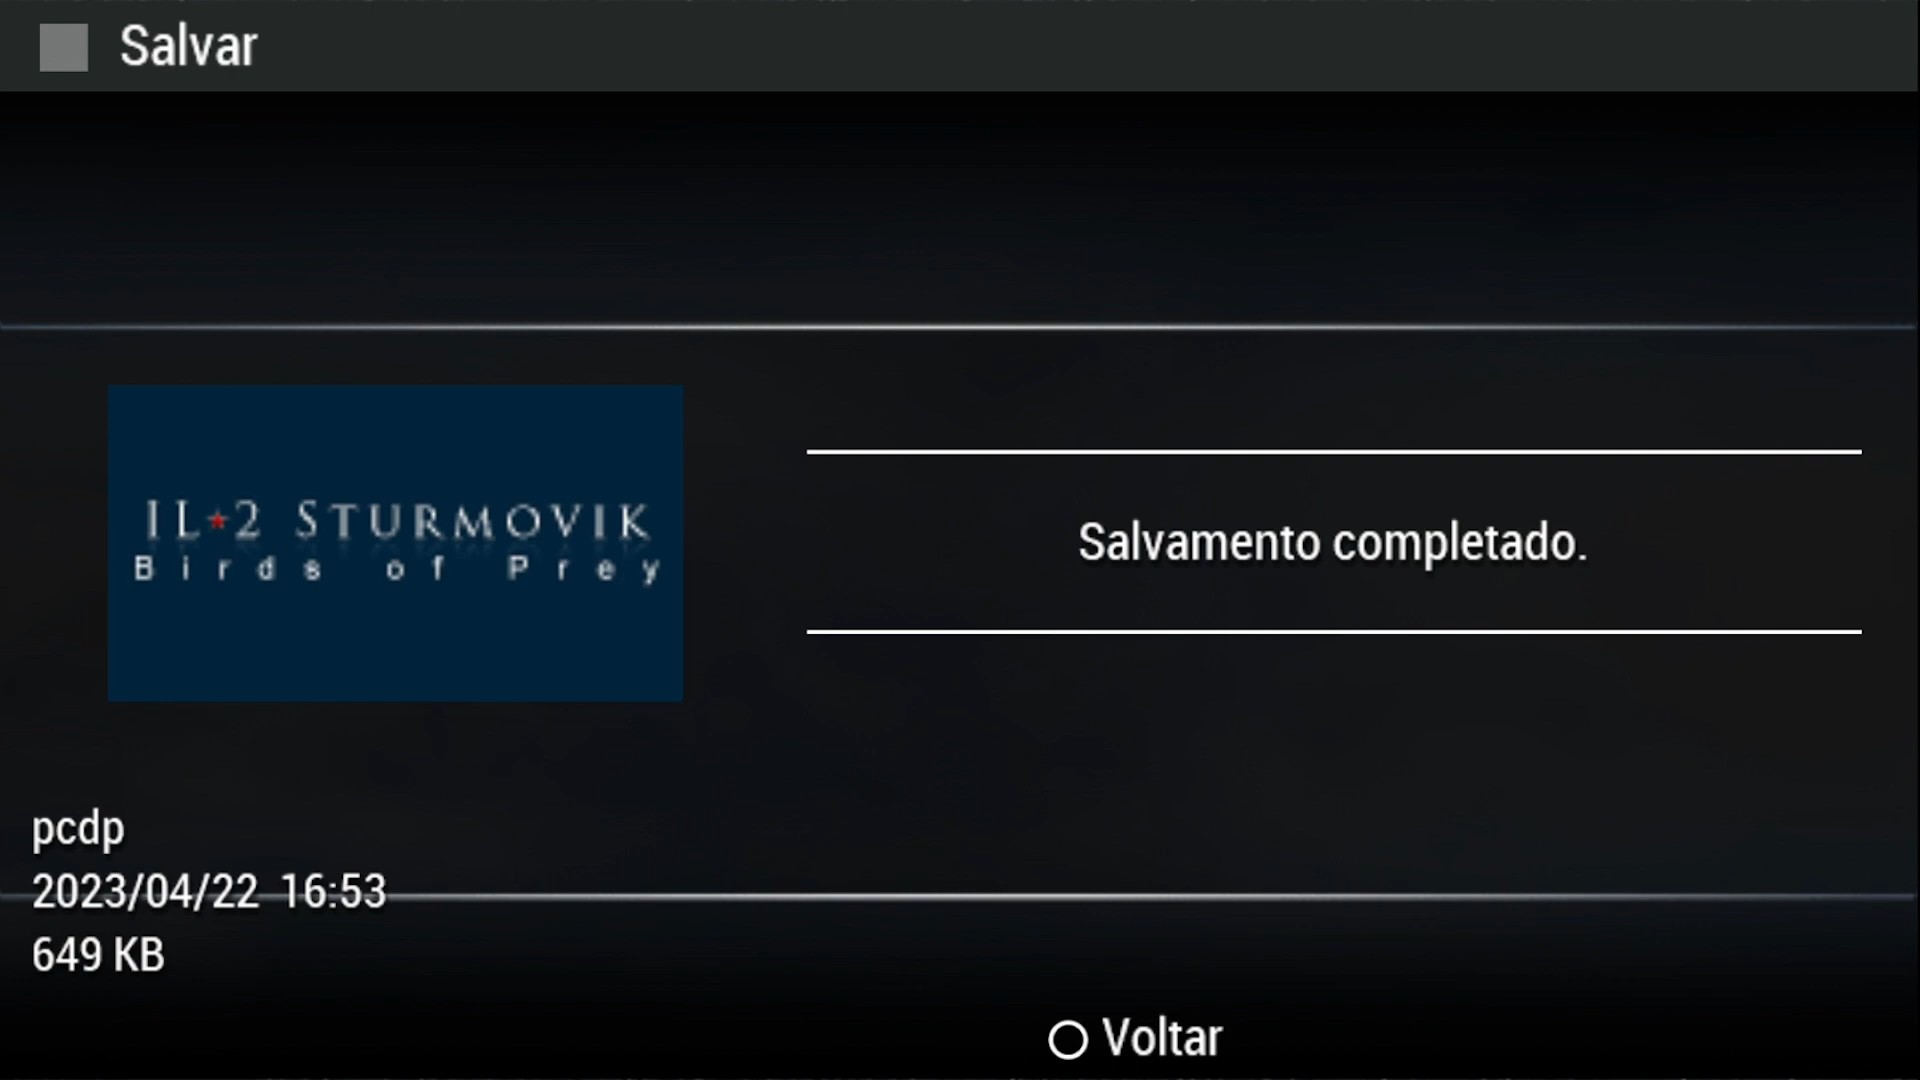 Salvar
IL★2 STURMOVIK
Birds of Prey
Salvamento completado.
pcdp
2023/04/22 16:53
649 KB
Voltar